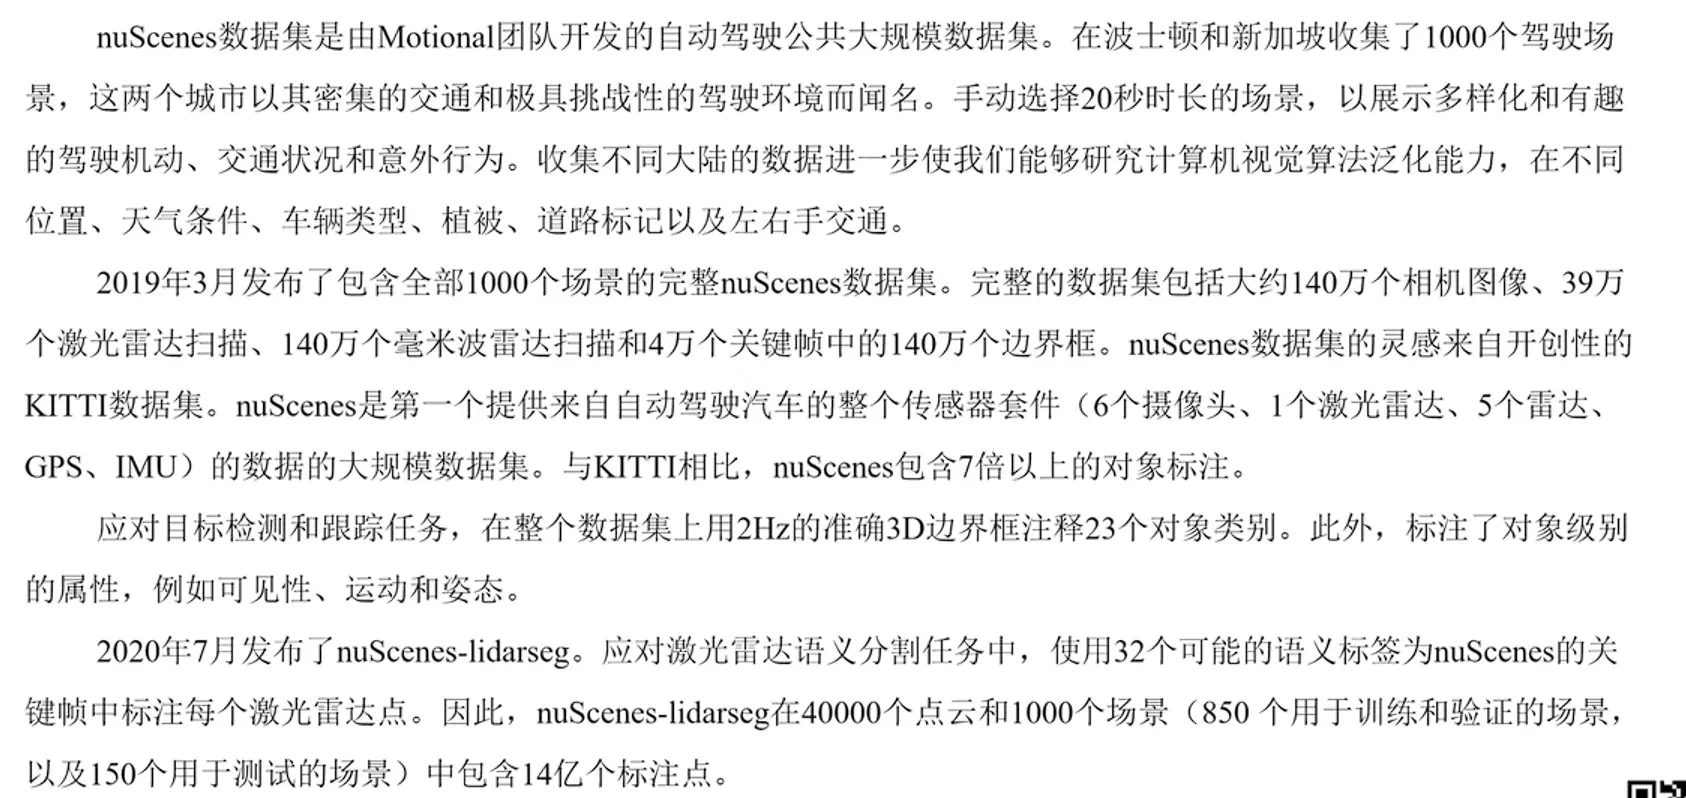 nuScenes数据集是由Motional团队开发的自动驾驶公共大规模数据集。在波士顿和新加坡收集了1000个驾驶场
景，这两个城市以其密集的交通和极具挑战性的驾驶环境而闻名。手动选择20秒时长的场景，以展示多样化和有趣
的驾驶机动、交通状况和意外行为。收集不同大陆的数据进一步使我们能够研究计算机视觉算法泛化能力，在不同
位置、天气条件、车辆类型、植被、道路标记以及左右手交通。
2019年3月发布了包含全部1000个场景的完整nuScenes数据集。完整的数据集包括大约140万个相机图像、39万
个激光雷达扫描、140万个毫米波雷达扫描和4万个关键帧中的140万个边界框。nuScenes数据集的灵感来自开创性的
KITTI数据集。nuScenes是第一个提供来自自动驾驶汽车的整个传感器套件（6个摄像头、1个激光雷达、5个雷达、
GPS、IMU）的数据的大规模数据集。与KITTI相比，nuScenes包含7倍以上的对象标注。
应对目标检测和跟踪任务，在整个数据集上用2Hz的准确3D边界框注释23个对象类别。此外，标注了对象级别
的属性，例如可见性、运动和姿态。
2020年7月发布了nuScenes-lidarseg。应对激光雷达语义分割任务中，使用32个可能的语义标签为nuScenes的关
键帧中标注每个激光雷达点。因此，nuScenes-lidarseg在40000个点云和1000个场景（850 个用于训练和验证的场景，
以及150个用于测试的场景）中包含14亿个标注点。